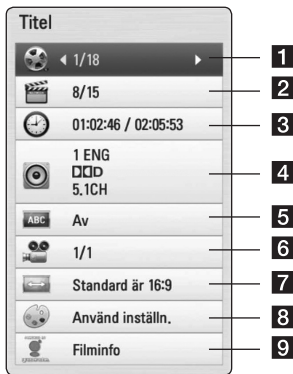 Titel
1/18 1
8/15 2
01:02:46 / 02:05:53 3
1 ENG
D
5.1CH 4
ABC Av 5
1/1 6
Standard är 16:9 7
Använd inställn. 8
Filminfo 9